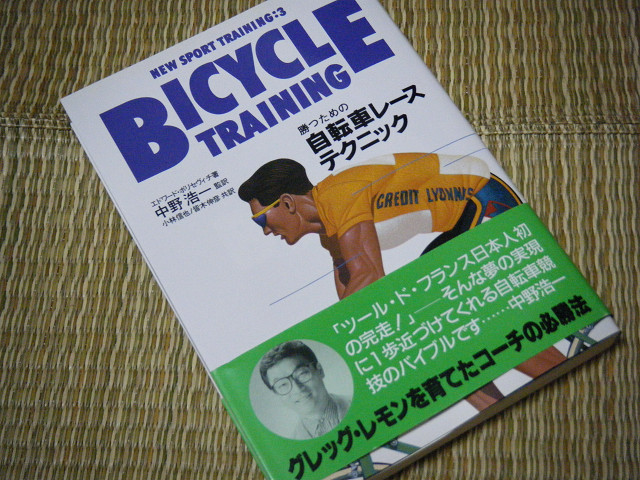 NEW SPORT TRAINING:3
BICYCLE
TRAINING
勝つための
自転車レース
テクニック
エドワード・ボリセヴィチ著
中野 浩一 監訳
小林信也/皆木伸彦 共訳
CREDIT LYONNAIS
「ツール・ド・フランス日本人初
の完走!」――そんな夢の実現
に1歩近づけてくれる自転車競
技のバイブルです……中野浩一
グレッグ・レモンを育てたコーチの必勝法